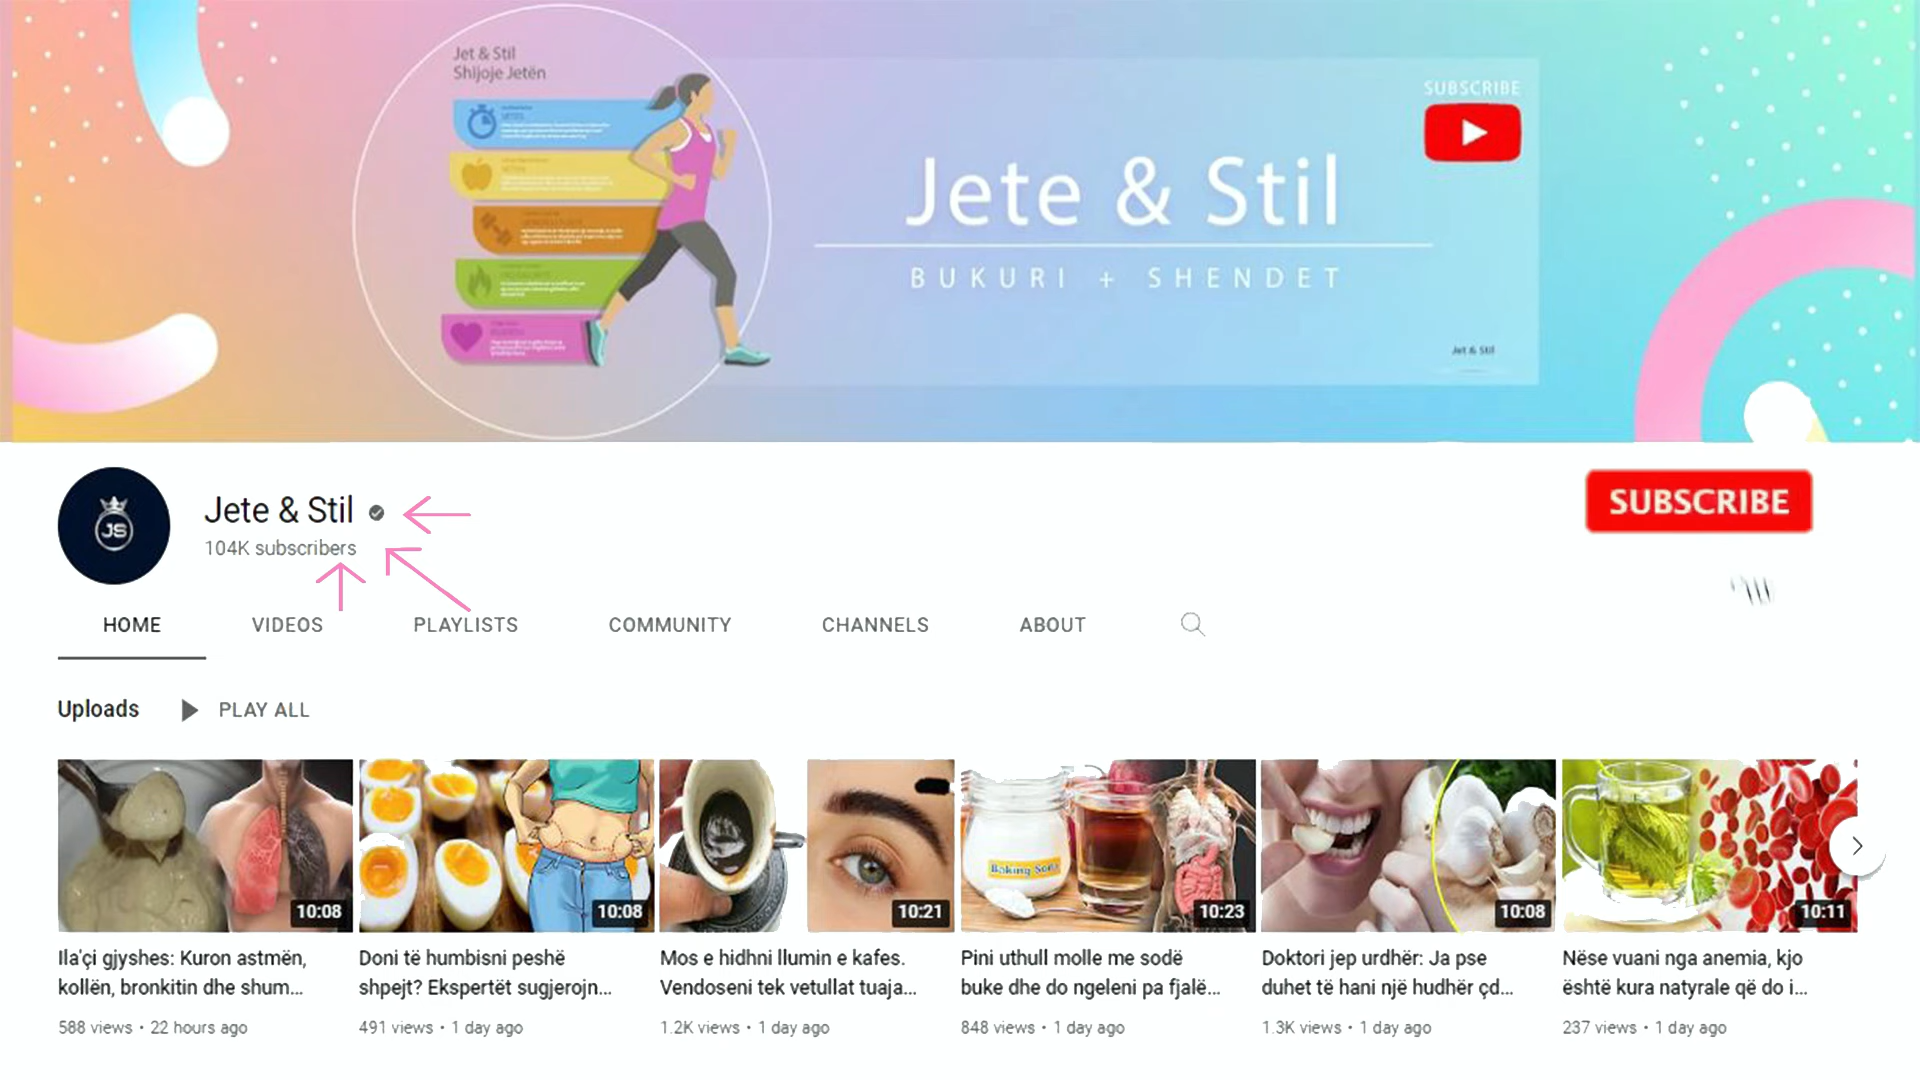 Jet & Stil
Shijoje Jetën
SUBSCRIBE
Jete & Stil
BUKURI + SHENDET
Jet & Stil
JS
Jete & Stil
104K subscribers
SUBSCRIBE
HOME VIDEOS PLAYLISTS COMMUNITY CHANNELS ABOUT
Uploads PLAY ALL
Baking Soda
10:08 10:08 10:21 10:23 10:08 10:11
Ila'çi gjyshes: Kuron astmën,
kollën, bronkitin dhe shum...
588 views • 22 hours ago
Doni të humbisni peshë
shpejt? Ekspertët sugjerojn...
491 views • 1 day ago
Mos e hidhni llumin e kafes.
Vendoseni tek vetullat tuaja...
1.2K views • 1 day ago
Pini uthull molle me sodë
buke dhe do ngeleni pa fjalë...
848 views • 1 day ago
Doktori jep urdhër: Ja pse
duhet të hani një hudhër çd...
1.3K views • 1 day ago
Nëse vuani nga anemia, kjo
është kura natyrale që do i...
237 views • 1 day ago